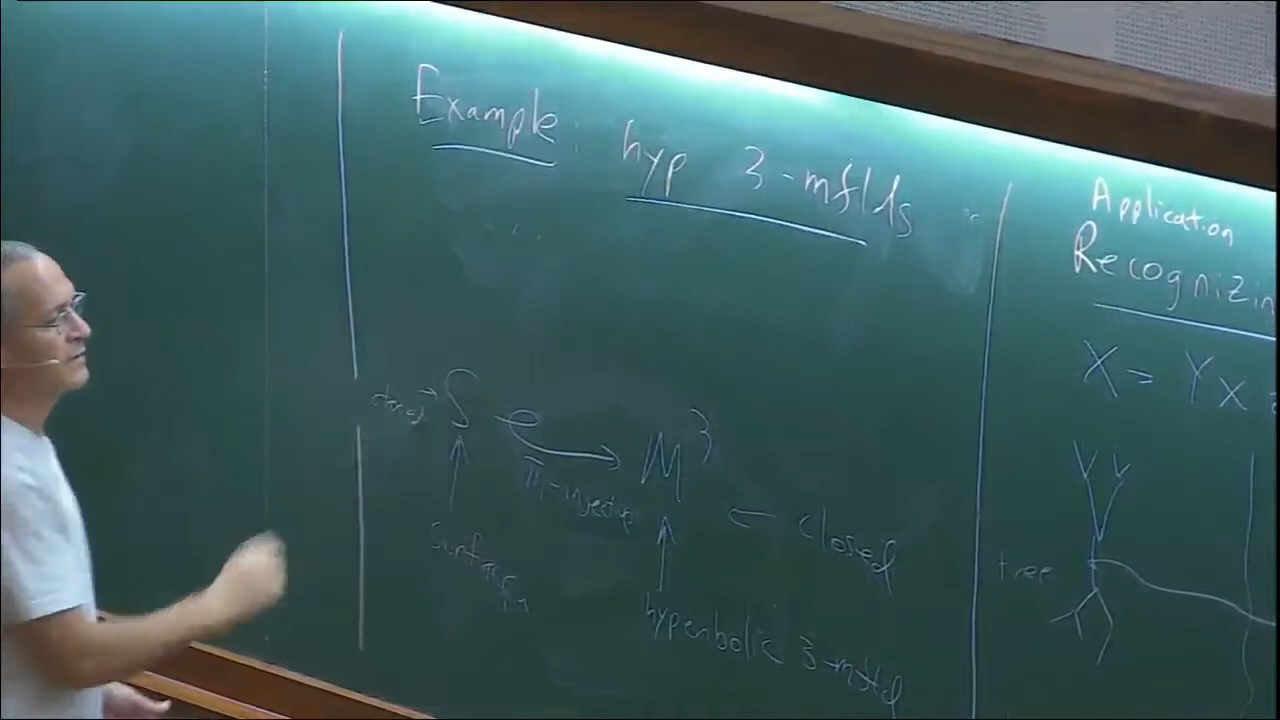 Example: hyp 3-mflds
closed → S ↪ M³
π₁-injective
surface
← closed
hyperbolic 3-mfld
Application
Recognizin
X = Y x
tree